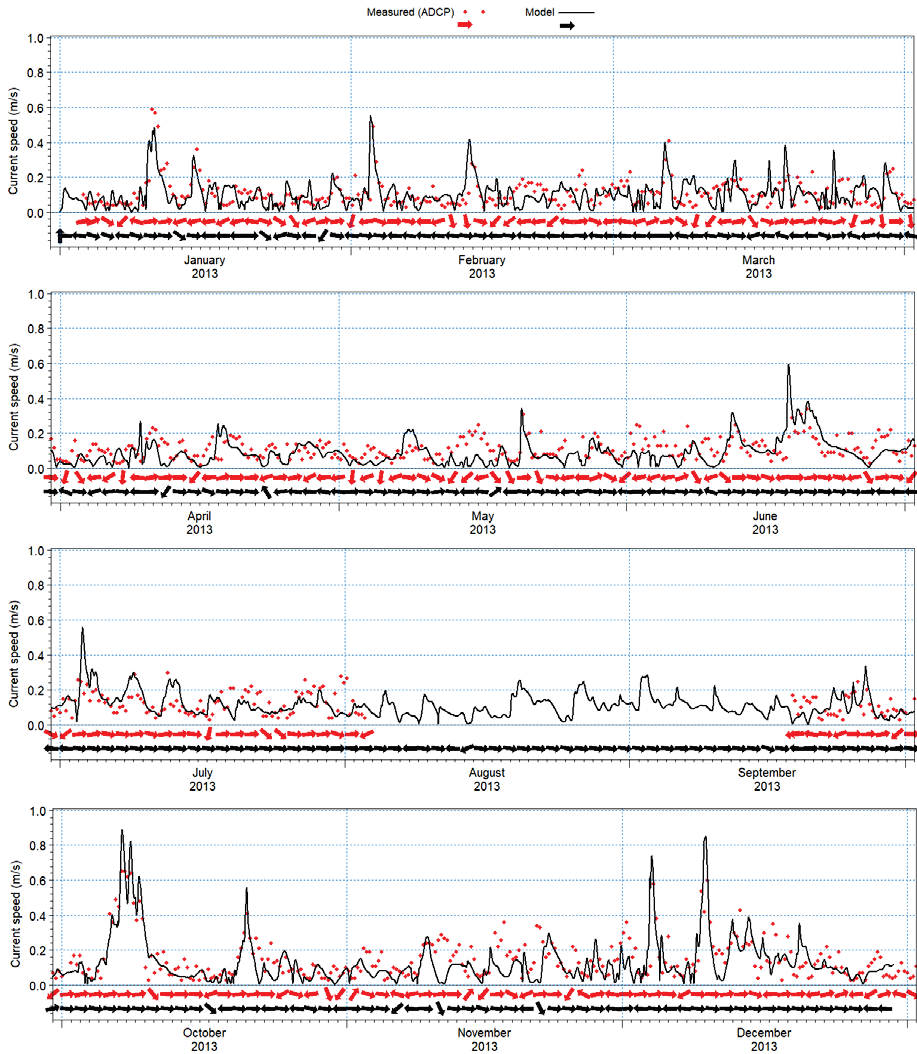 Measured (ADCP) Model
1.0
0.8
0.6
0.4
0.2
0.0
Current speed (m/s)
January February March
2013 2013 2013
1.0
0.8
0.6
0.4
0.2
0.0
Current speed (m/s)
April May June
2013 2013 2013
1.0
0.8
0.6
0.4
0.2
0.0
Current speed (m/s)
July August September
2013 2013 2013
1.0
0.8
0.6
0.4
0.2
0.0
Current speed (m/s)
October November December
2013 2013 2013